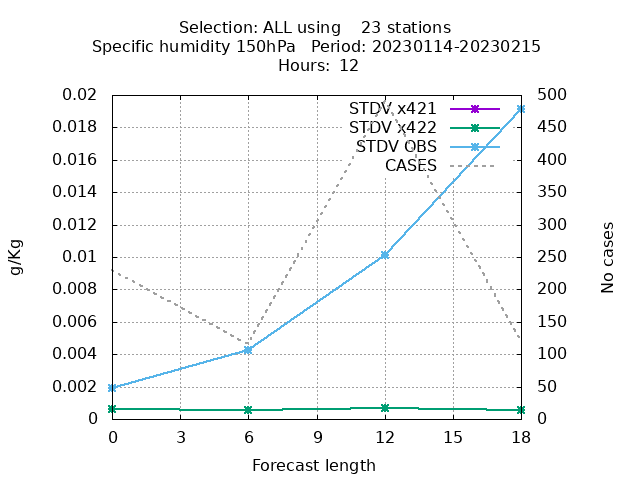 Selection: ALL using 23 stations
Specific humidity 150hPa Period: 20230114-20230215
Hours: 12
STDV x421
STDV x422
STDV OBS
CASES
0.02
0.018
0.016
0.014
0.012
0.01
0.008
0.006
0.004
0.002
0
500
450
400
350
300
250
200
150
100
50
0
g/Kg
No cases
0 3 6 9 12 15 18
Forecast length